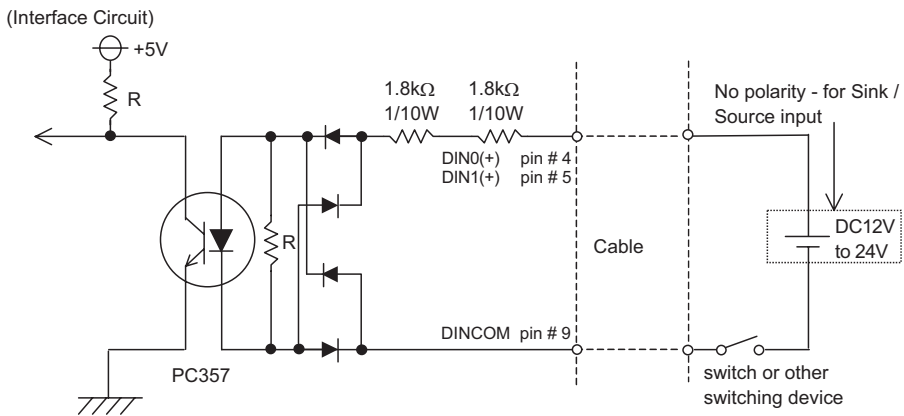 (Interface Circuit)
+5V
R
1.8kΩ
1/10W
1.8kΩ
1/10W
No polarity - for Sink /
Source input
DIN0(+) pin # 4
DIN1(+) pin # 5
R
Cable
DC12V
to 24V
DINCOM pin # 9
PC357
switch or other
switching device